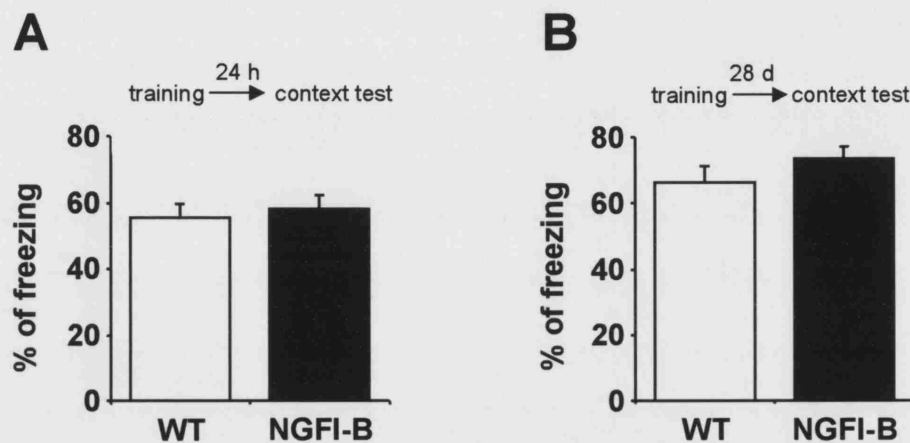 A
24 h
training → context test
80
60
40
20
0
% of freezing
WT NGFI-B
B
28 d
training → context test
80
60
40
20
0
% of freezing
WT NGFI-B